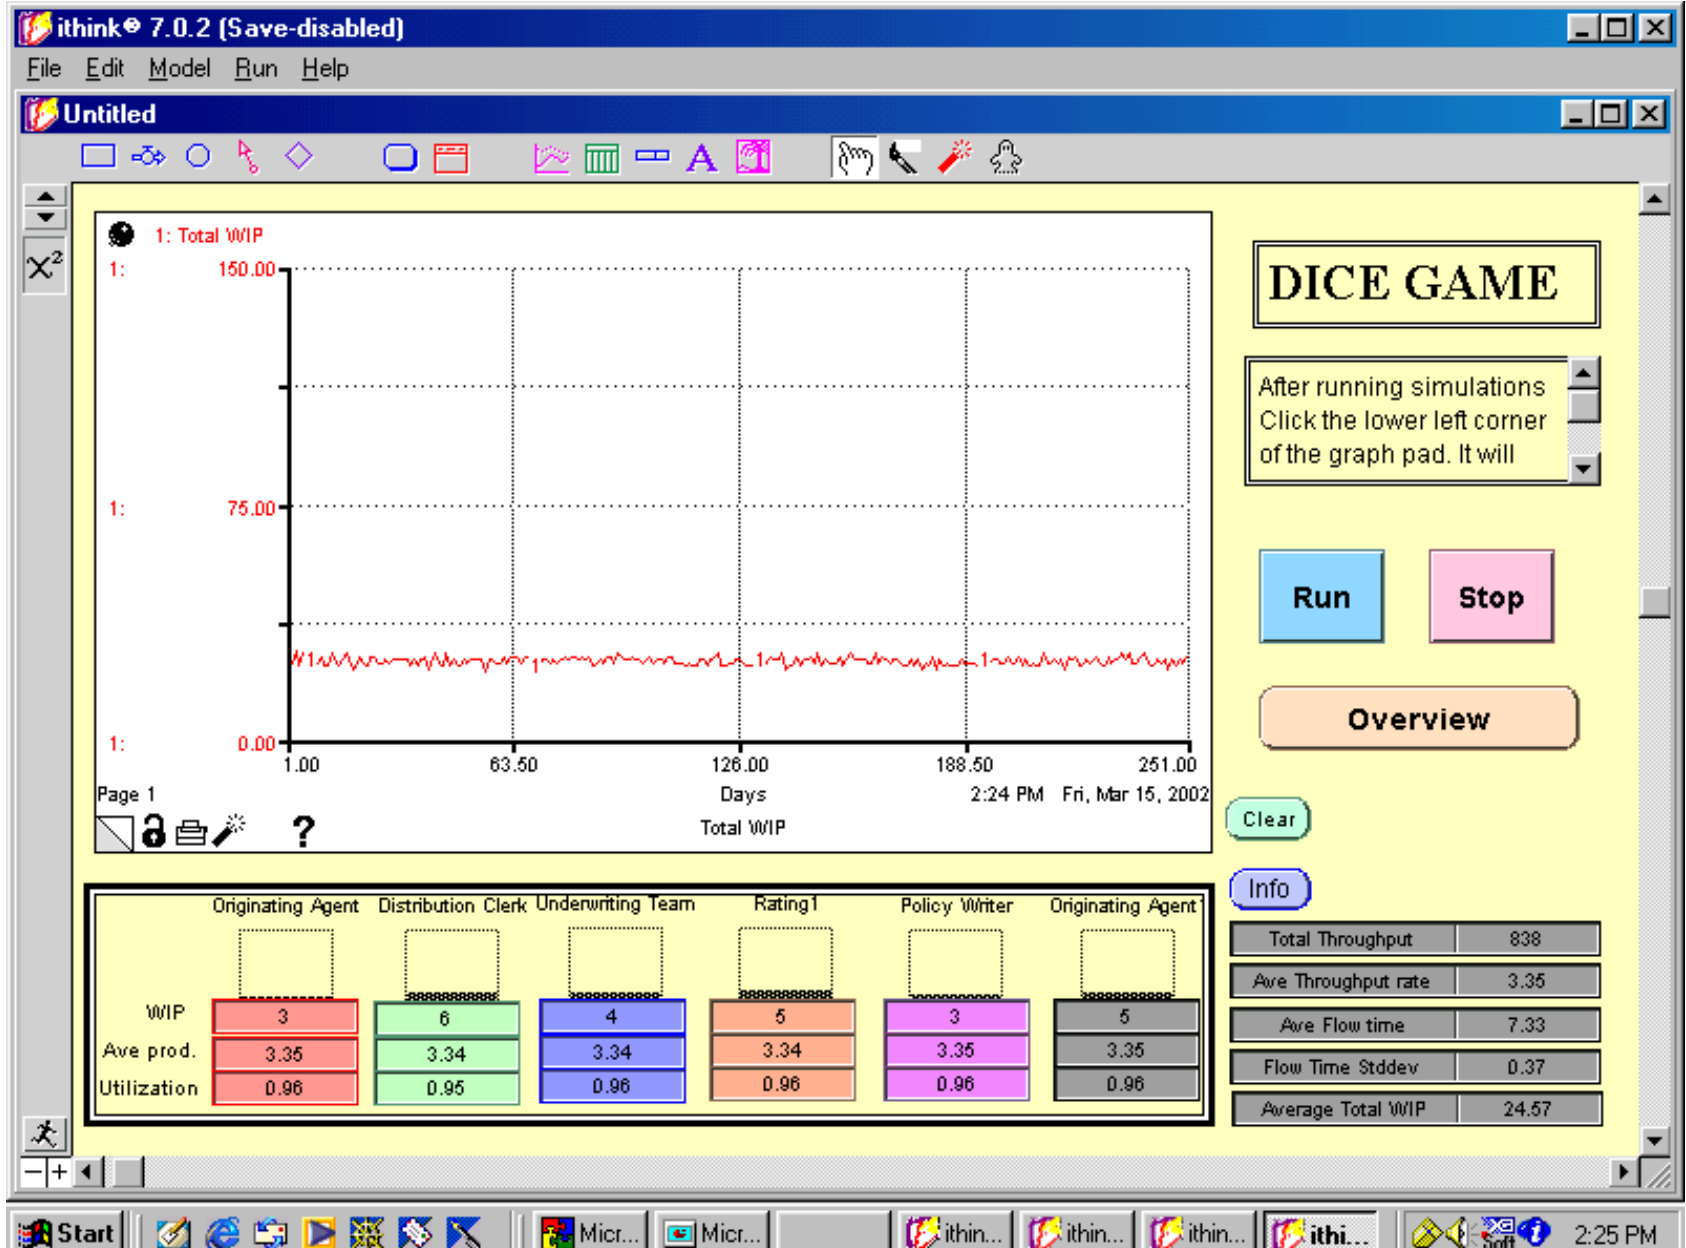 ithink® 7.0.2 (Save-disabled)
File Edit Model Run Help
Untitled
A
X²
1: Total WIP
1: 150.00
1: 75.00
1: 0.00
1 1 1 1
1.00 63.50 126.00 188.50 251.00
Page 1 Days 2:24 PM Fri, Mar 15, 2002
? Total WIP
DICE GAME
After running simulations
Click the lower left corner
of the graph pad. It will
Run Stop
Overview
Clear
Info
Originating Agent Distribution Clerk Underwriting Team Rating1 Policy Writer Originating Agent
WIP 3 6 4 5 3 5
Ave prod. 3.35 3.34 3.34 3.34 3.35 3.35
Utilization 0.96 0.95 0.96 0.96 0.96 0.96
Total Throughput 838
Ave Throughput rate 3.35
Ave Flow time 7.33
Flow Time Stddev 0.37
Average Total WIP 24.57
Start Micr... Micr... ithin... ithin... ithin... ithi... 2:25 PM